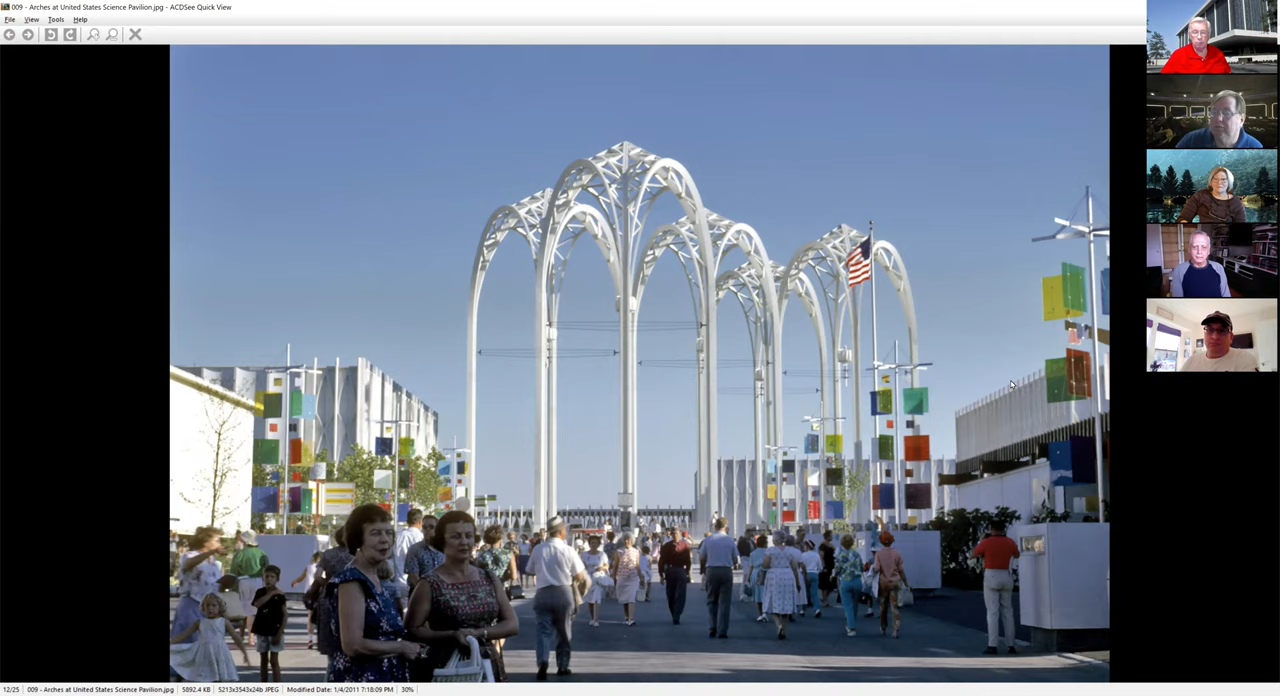 009 - Arches at United States Science Pavilion.jpg - ACDSee Quick View
File View Tools Help
12/25 009 - Arches at United States Science Pavilion.jpg 5892.4 KB 5213x3543x24b JPEG Modified Date: 1/4/2011 7:18:09 PM 30%